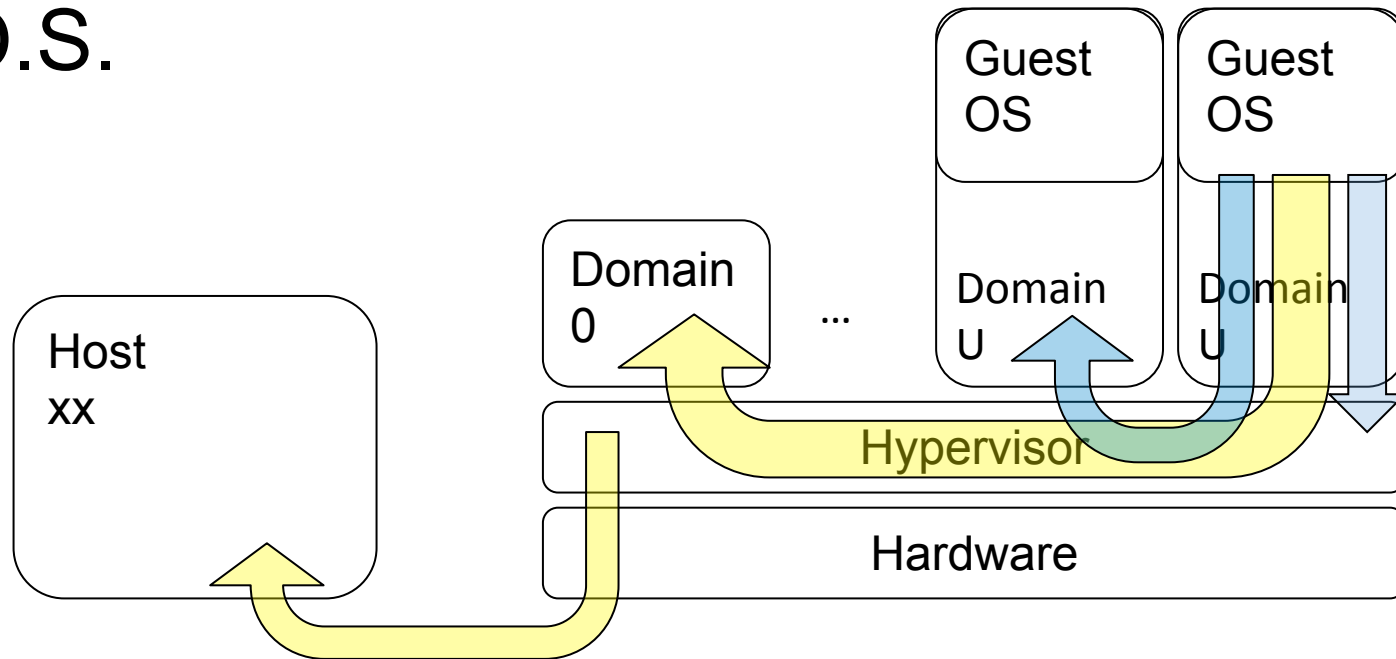 O.S.
Guest
OS
Guest
OS
Domain
0
...
Domain
U
Domain
U
Host
xx
Hypervisor
Hardware